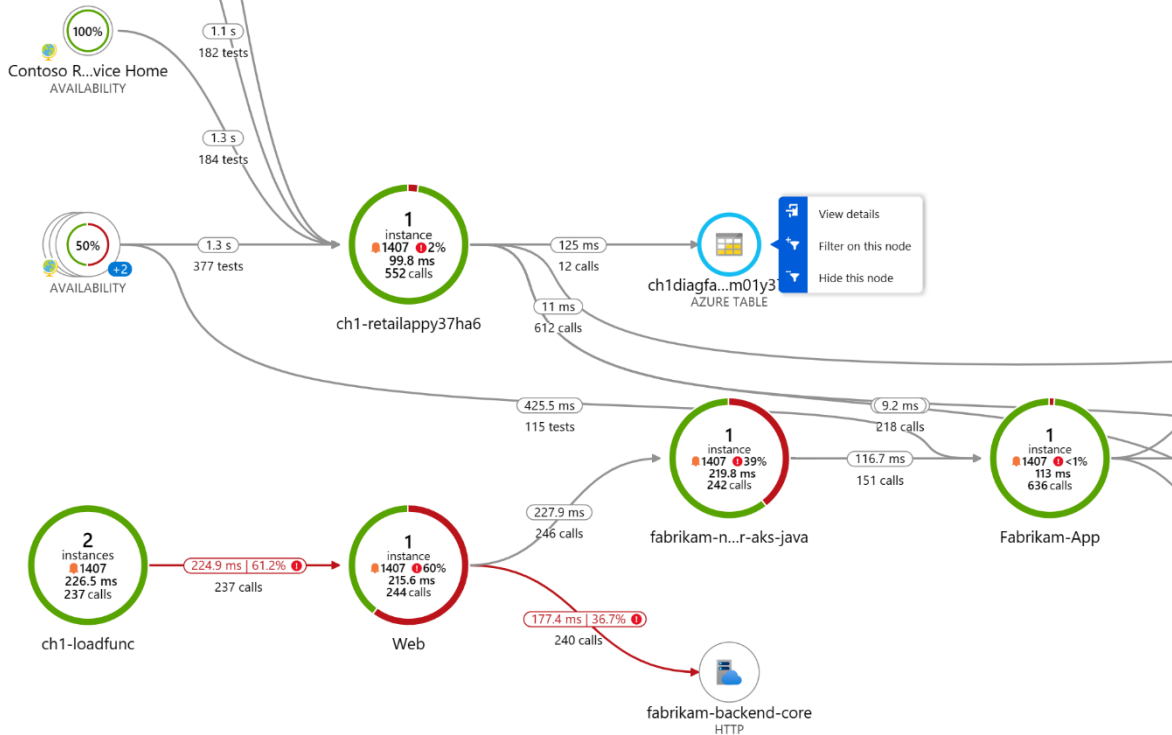 1.1 s
182 tests
100%
Contoso R...vice Home
AVAILABILITY
1.3 s
184 tests
50%
+2
AVAILABILITY
1.3 s
377 tests
1
instance
1407 2%
99.8 ms
552 calls
ch1-retailappy37ha6
125 ms
12 calls
ch1diagfa...m01y37
AZURE TABLE
View details
Filter on this node
Hide this node
11 ms
612 calls
425.5 ms
115 tests
9.2 ms
218 calls
1
instance
1407 39%
219.8 ms
242 calls
fabrikam-n...r-aks-java
116.7 ms
151 calls
1
instance
1407 <1%
113 ms
636 calls
Fabrikam-App
227.9 ms
246 calls
2
instances
1407
226.5 ms
237 calls
ch1-loadfunc
224.9 ms | 61.2%
237 calls
1
instance
1407 60%
215.6 ms
244 calls
Web
177.4 ms | 36.7%
240 calls
fabrikam-backend-core
HTTP